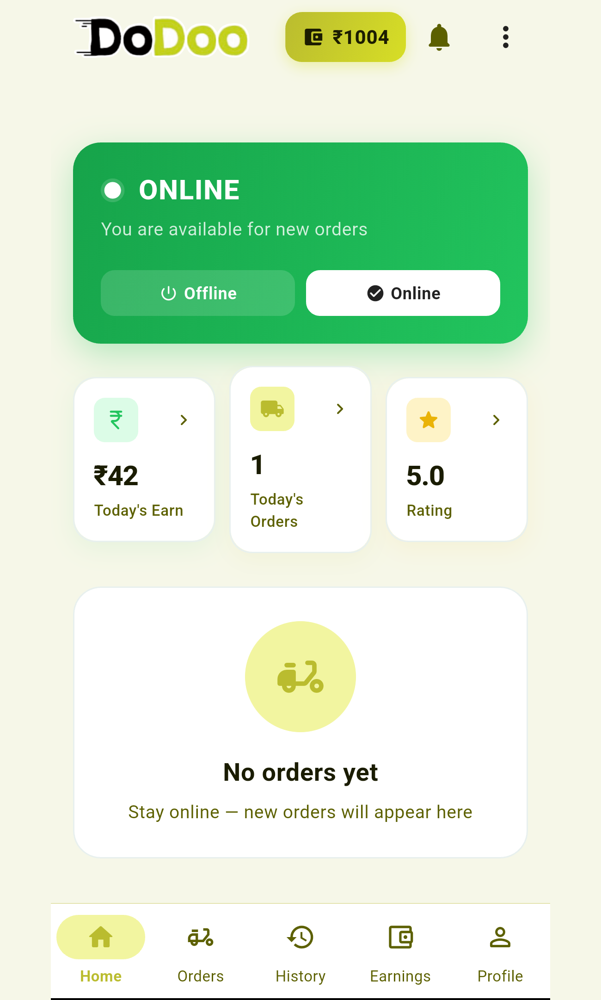 DoDoo
₹1004
ONLINE
You are available for new orders
Offline
Online
₹42
Today's Earn
1
Today's
Orders
5.0
Rating
No orders yet
Stay online — new orders will appear here
Home
Orders
History
Earnings
Profile